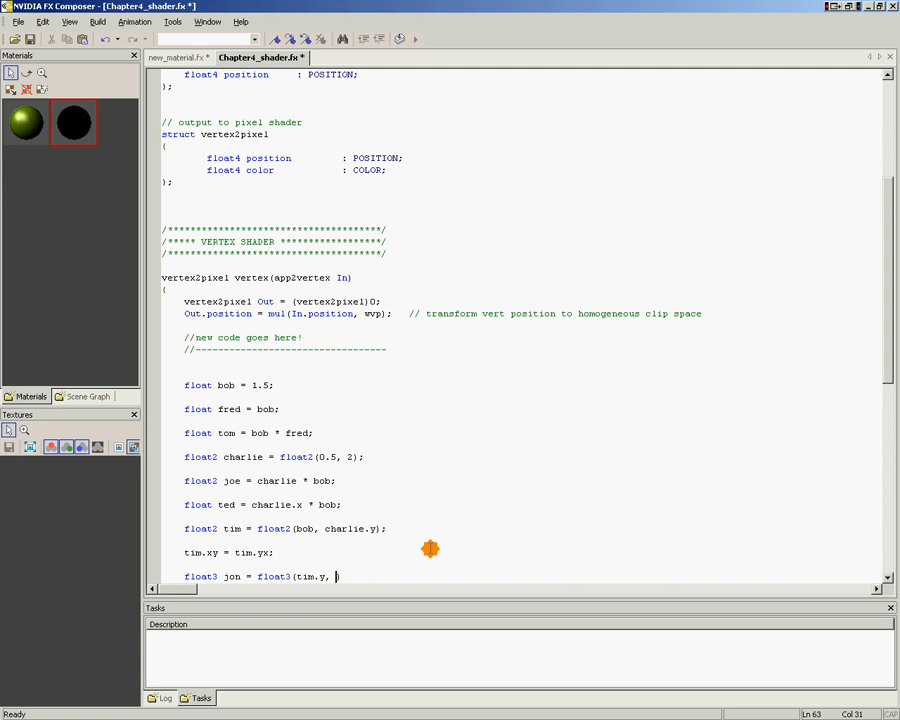 NVIDIA FX Composer - [Chapter4_shader.fx *]
File Edit View Build Animation Tools Window Help
Materials
new_material.fx *
Chapter4_shader.fx *
float4 position : POSITION;
};
// output to pixel shader
struct vertex2pixel
{
float4 position : POSITION;
float4 color : COLOR;
};
/**************************************/
/***** VERTEX SHADER ******************/
/**************************************/
vertex2pixel vertex(app2vertex In)
{
vertex2pixel Out = (vertex2pixel)0;
Out.position = mul(In.position, wvp); // transform vert position to homogeneous clip space
//new code goes here!
//----------------------------------
float bob = 1.5;
float fred = bob;
float tom = bob * fred;
float2 charlie = float2(0.5, 2);
float2 joe = charlie * bob;
float ted = charlie.x * bob;
float2 tim = float2(bob, charlie.y);
tim.xy = tim.yx;
float3 jon = float3(tim.y, )
Materials Scene Graph
Textures
Tasks
Description
Log Tasks
Ready
Ln 63 Col 31 CAP